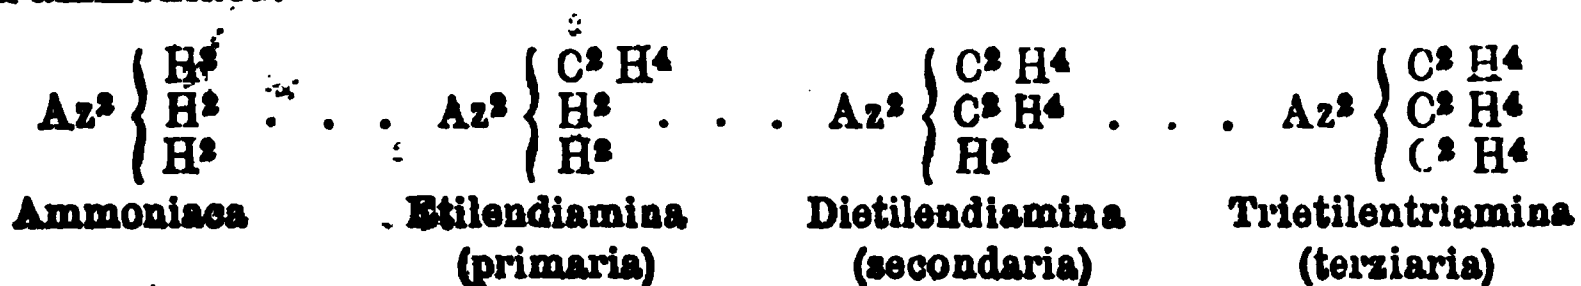 H² C² H⁴ C² H⁴ C² H⁴
Az² { H² . . . Az² { H² . . . Az² { C² H⁴ . . . Az² { C² H⁴
H² H² H² C² H⁴
Ammoniaca Etilendiamina Dietilendiamina Trietilentriamina
(primaria) (secondaria) (terziaria)